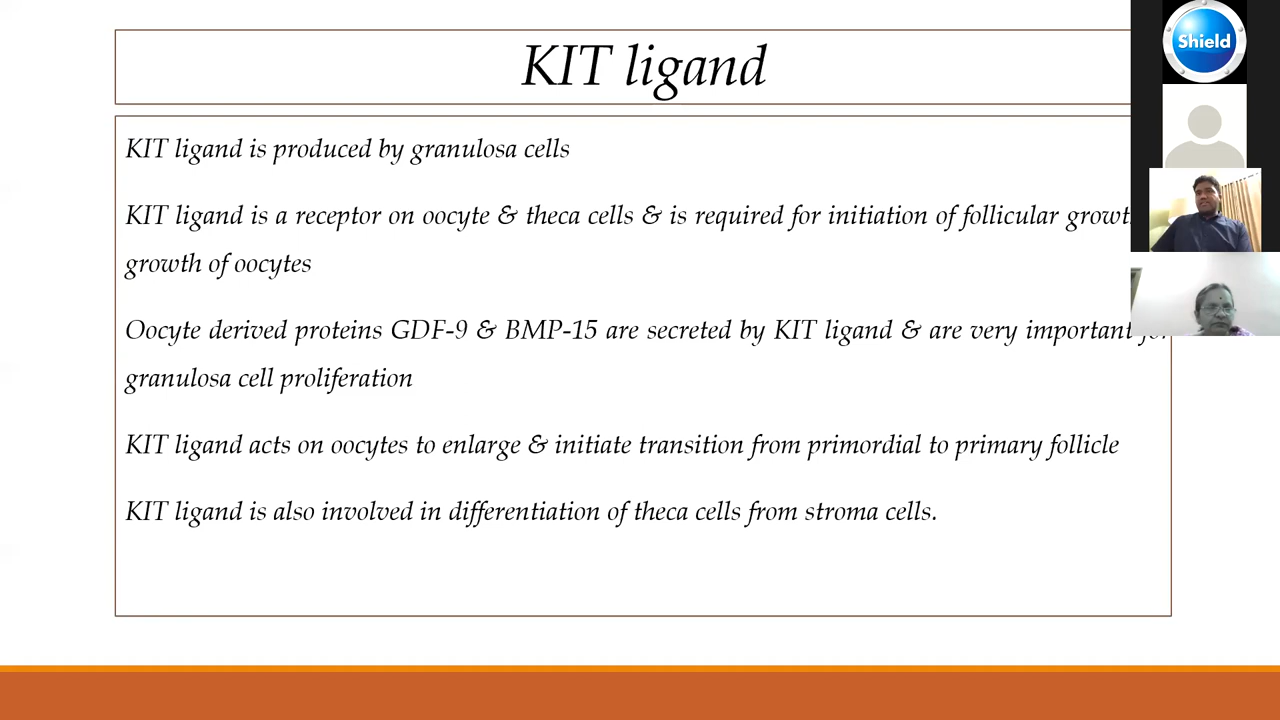 KIT ligand
Shield
KIT ligand is produced by granulosa cells
KIT ligand is a receptor on oocyte & theca cells & is required for initiation of follicular
growth of oocytes
Oocyte derived proteins GDF-9 & BMP-15 are secreted by KIT ligand & are very important for
granulosa cell proliferation
KIT ligand acts on oocytes to enlarge & initiate transition from primordial to primary follicle
KIT ligand is also involved in differentiation of theca cells from stroma cells.